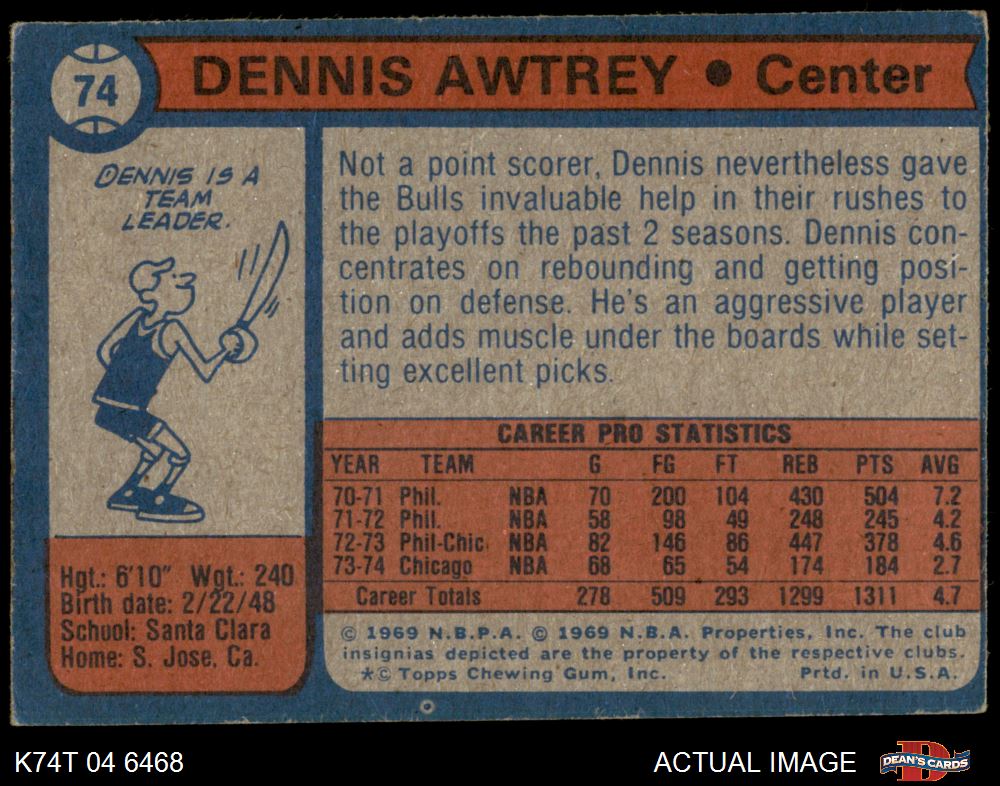 74
DENNIS AWTREY • Center
DENNIS IS A
TEAM
LEADER.
Not a point scorer, Dennis nevertheless gave
the Bulls invaluable help in their rushes to
the playoffs the past 2 seasons. Dennis con-
centrates on rebounding and getting posi-
tion on defense. He's an aggressive player
and adds muscle under the boards while set-
ting excellent picks.
Hgt.: 6'10" Wgt.: 240
Birth date: 2/22/48
School: Santa Clara
Home: S. Jose, Ca.
CAREER PRO STATISTICS
YEAR TEAM G FG FT REB PTS AVG
70-71 Phil. NBA 70 200 104 430 504 7.2
71-72 Phil. NBA 58 98 49 248 245 4.2
72-73 Phil-Chic. NBA 82 146 86 447 378 4.6
73-74 Chicago NBA 68 65 54 174 184 2.7
Career Totals 278 509 293 1299 1311 4.7
© 1969 N.B.P.A. © 1969 N.B.A. Properties, Inc. The club
insignias depicted are the property of the respective clubs.
*© Topps Chewing Gum, Inc. Prtd. in U.S.A.
K74T 04 6468
ACTUAL IMAGE
D
DEAN'S CARDS